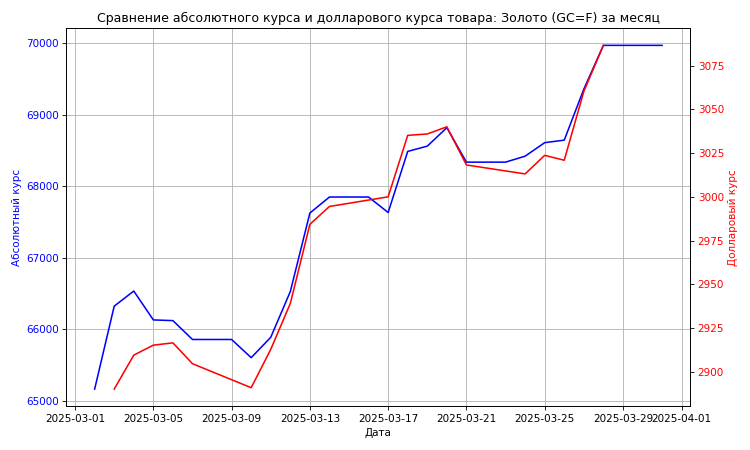 Сравнение абсолютного курса и долларового курса товара: Золото (GC=F) за месяц
Абсолютный курс
70000
69000
68000
67000
66000
65000
3075
3050
3025
3000
2975
2950
2925
2900
Долларовый курс
2025-03-01 2025-03-05 2025-03-09 2025-03-13 2025-03-17 2025-03-21 2025-03-25 2025-03-29 2025-04-01
Дата